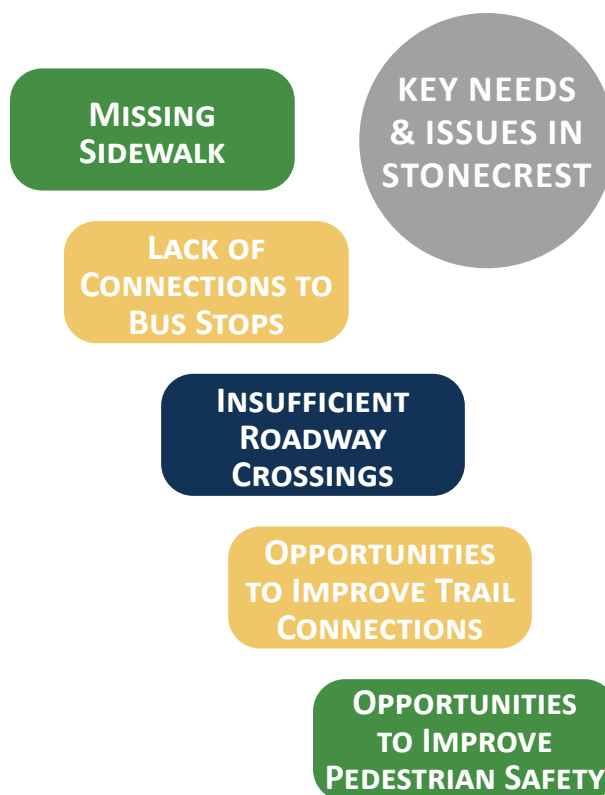 KEY NEEDS
& ISSUES IN
STONECREST
MISSING
SIDEWALK
LACK OF
CONNECTIONS TO
BUS STOPS
INSUFFICIENT
ROADWAY
CROSSINGS
OPPORTUNITIES
TO IMPROVE TRAIL
CONNECTIONS
OPPORTUNITIES
TO IMPROVE
PEDESTRIAN SAFETY